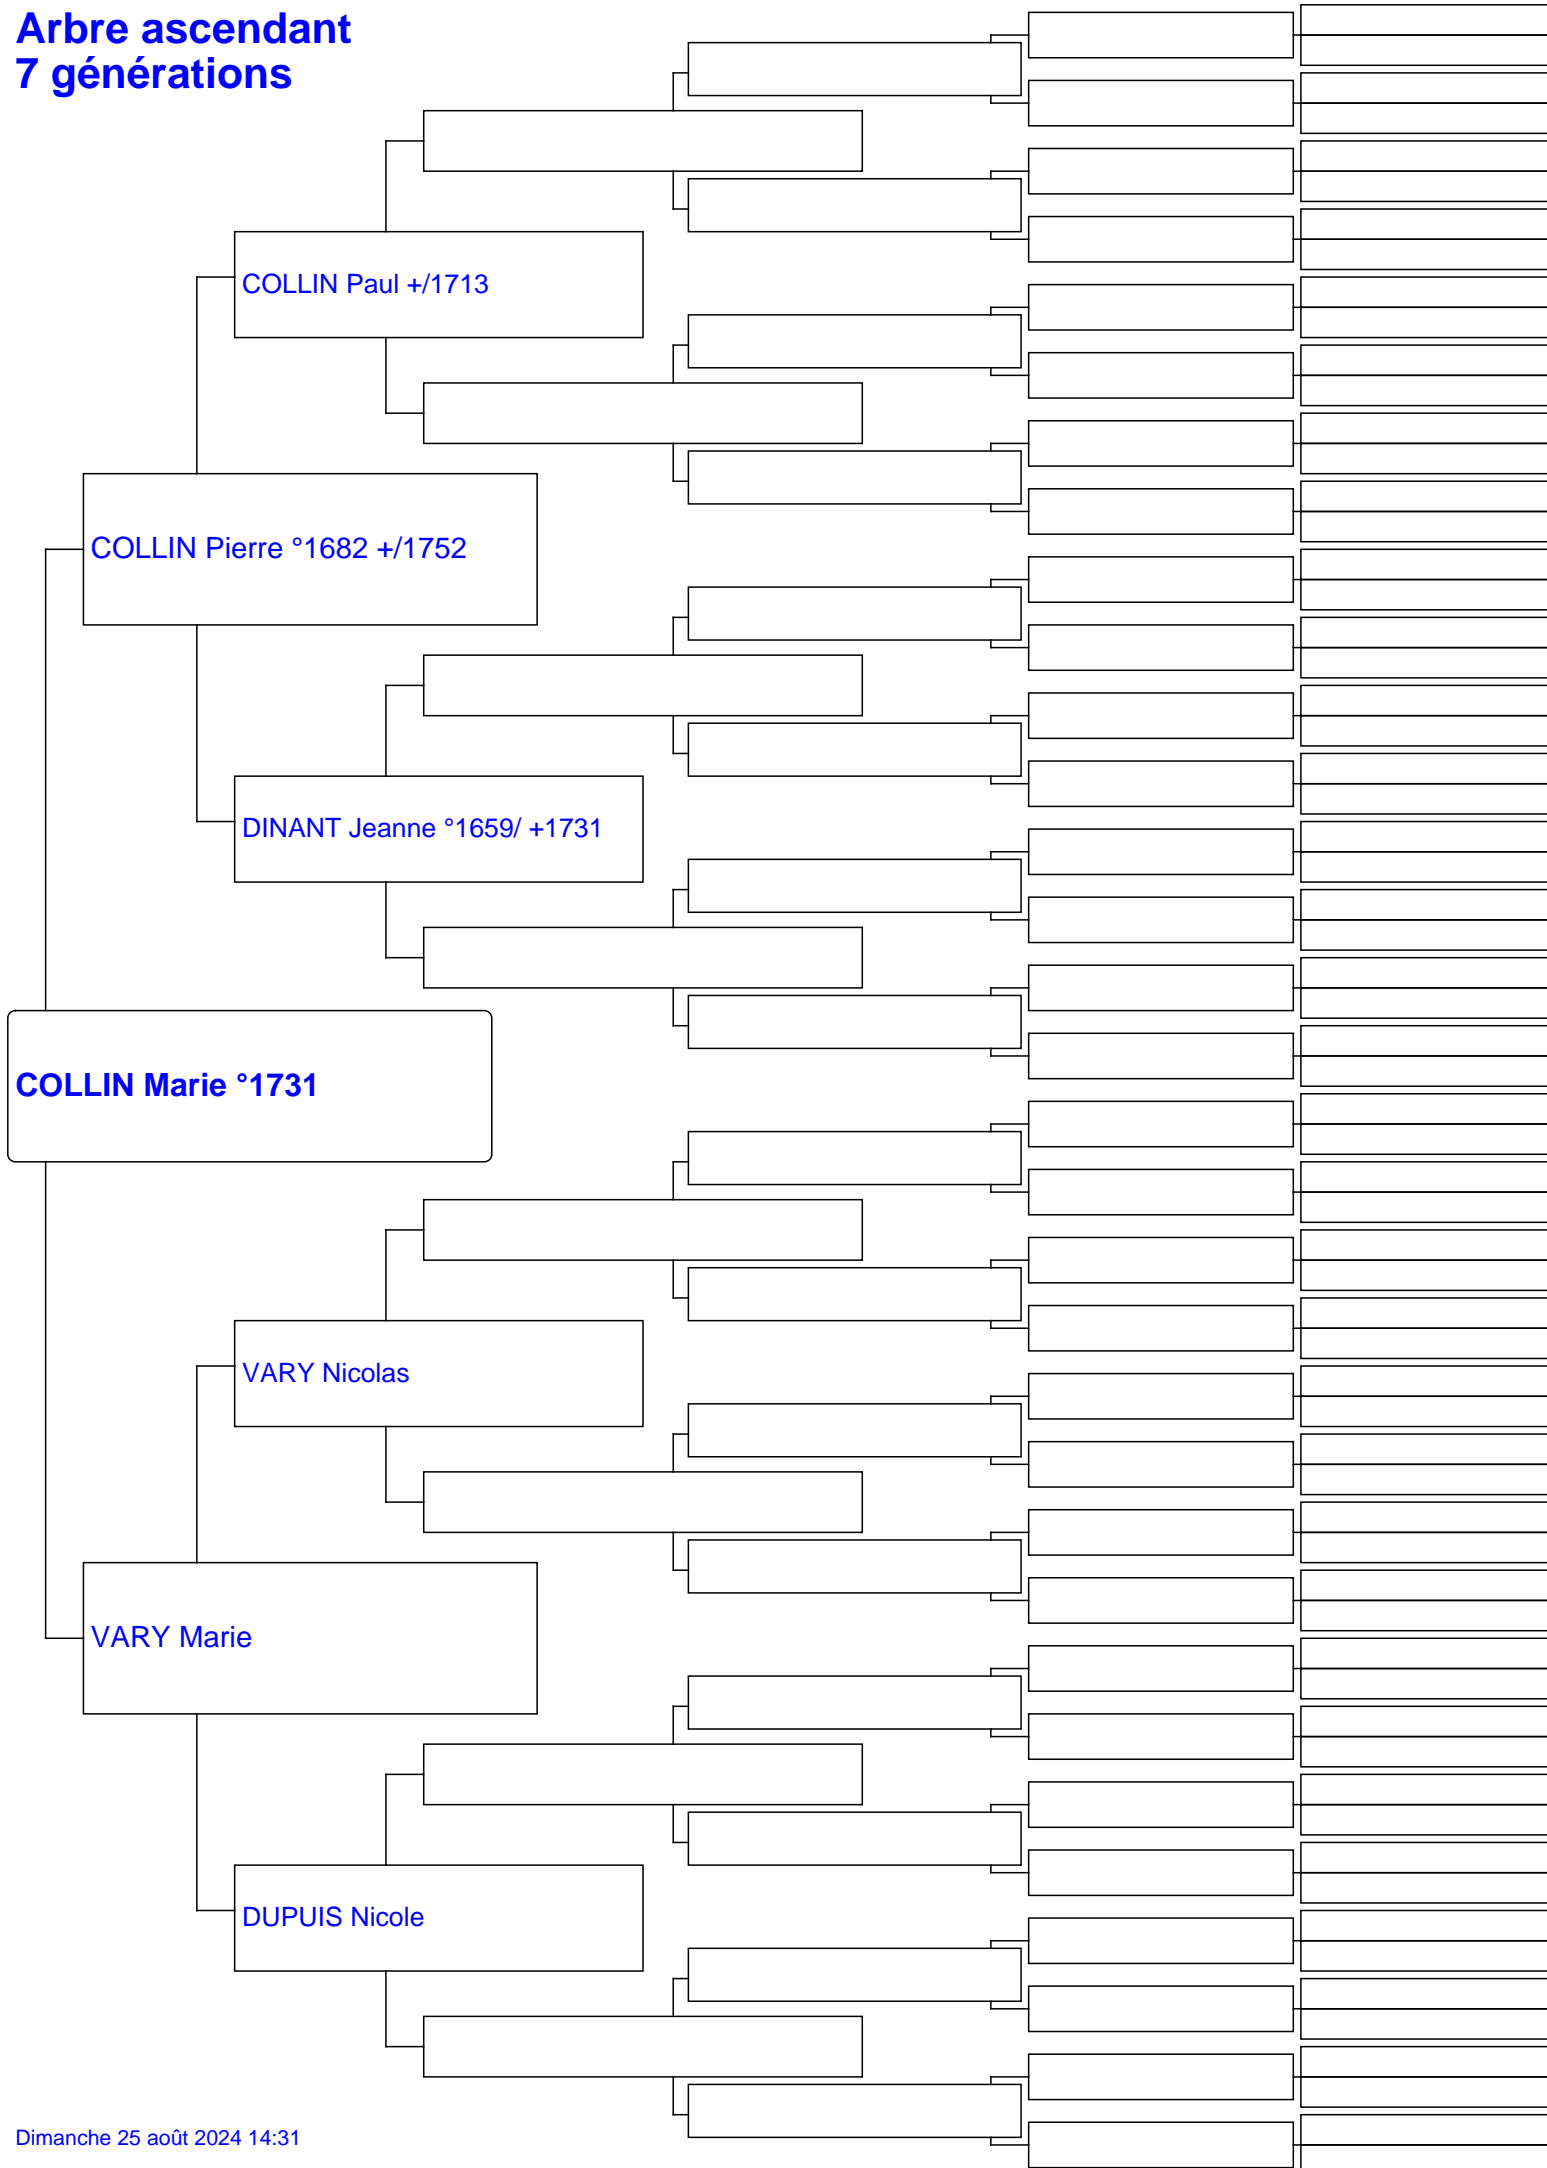 Arbre ascendant
7 générations
COLLIN Paul +/1713
COLLIN Pierre °1682 +/1752
DINANT Jeanne °1659/ +1731
COLLIN Marie °1731
VARY Nicolas
VARY Marie
DUPUIS Nicole
Dimanche 25 août 2024 14:31